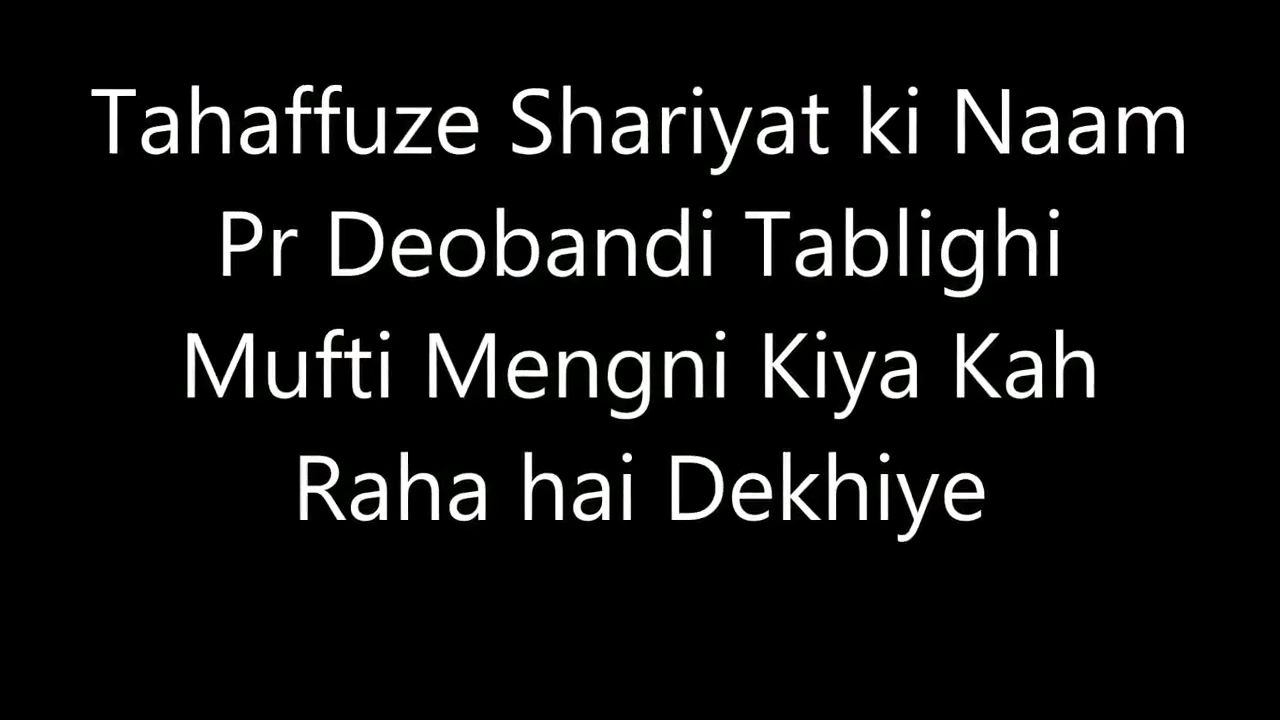 Tahaffuze Shariyat ki Naam
Pr Deobandi Tablighi
Mufti Mengni Kiya Kah
Raha hai Dekhiye